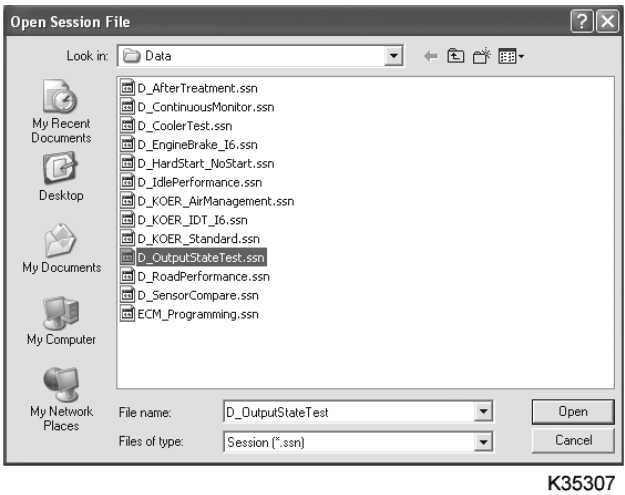 Open Session File
Look in: Data
D_AfterTreatment.ssn
D_ContinuousMonitor.ssn
D_CoolerTest.ssn
D_EngineBrake_I6.ssn
D_HardStart_NoStart.ssn
D_IdlePerformance.ssn
D_KOER_AirManagement.ssn
D_KOER_IDT_I6.ssn
D_KOER_Standard.ssn
D_OutputStateTest.ssn
D_RoadPerformance.ssn
D_SensorCompare.ssn
ECM_Programming.ssn
My Recent
Documents
Desktop
My Documents
My Computer
My Network
Places
File name: D_OutputStateTest Open
Files of type: Session (*.ssn) Cancel
K35307